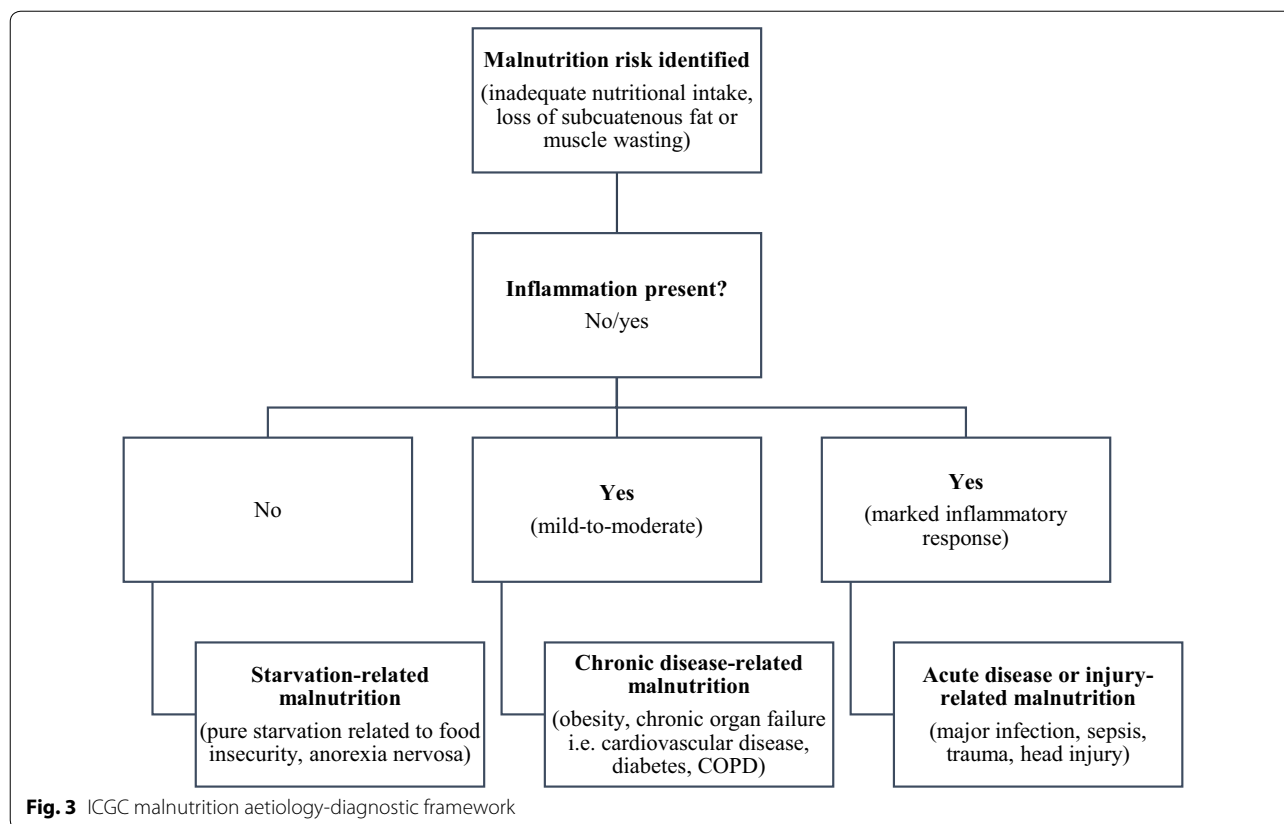 Malnutrition risk identified
(inadequate nutritional intake,
loss of subcuatenous fat or
muscle wasting)
Inflammation present?
No/yes
No
Yes
(mild-to-moderate)
Yes
(marked inflammatory
response)
Starvation-related
malnutrition
(pure starvation related to food
insecurity, anorexia nervosa)
Chronic disease-related
malnutrition
(obesity, chronic organ failure
i.e. cardiovascular disease,
diabetes, COPD)
Acute disease or injury-
related malnutrition
(major infection, sepsis,
trauma, head injury)
Fig. 3 ICGC malnutrition aetiology-diagnostic framework